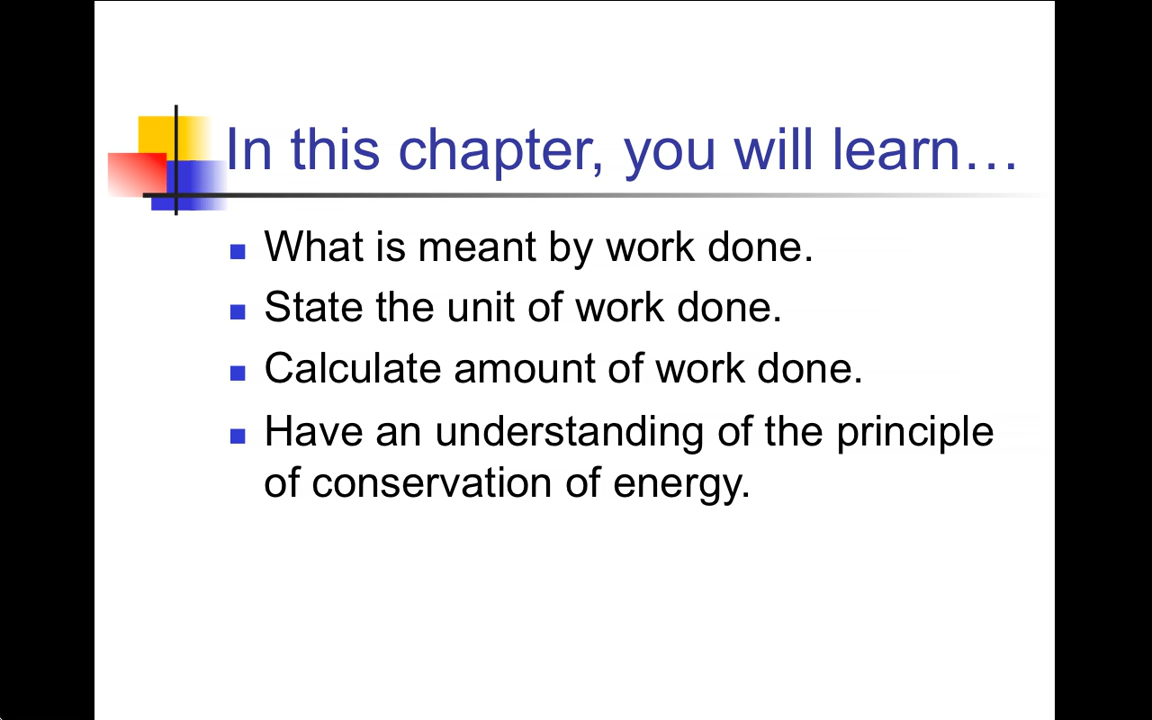 In this chapter, you will learn…
What is meant by work done.
State the unit of work done.
Calculate amount of work done.
Have an understanding of the principle
of conservation of energy.